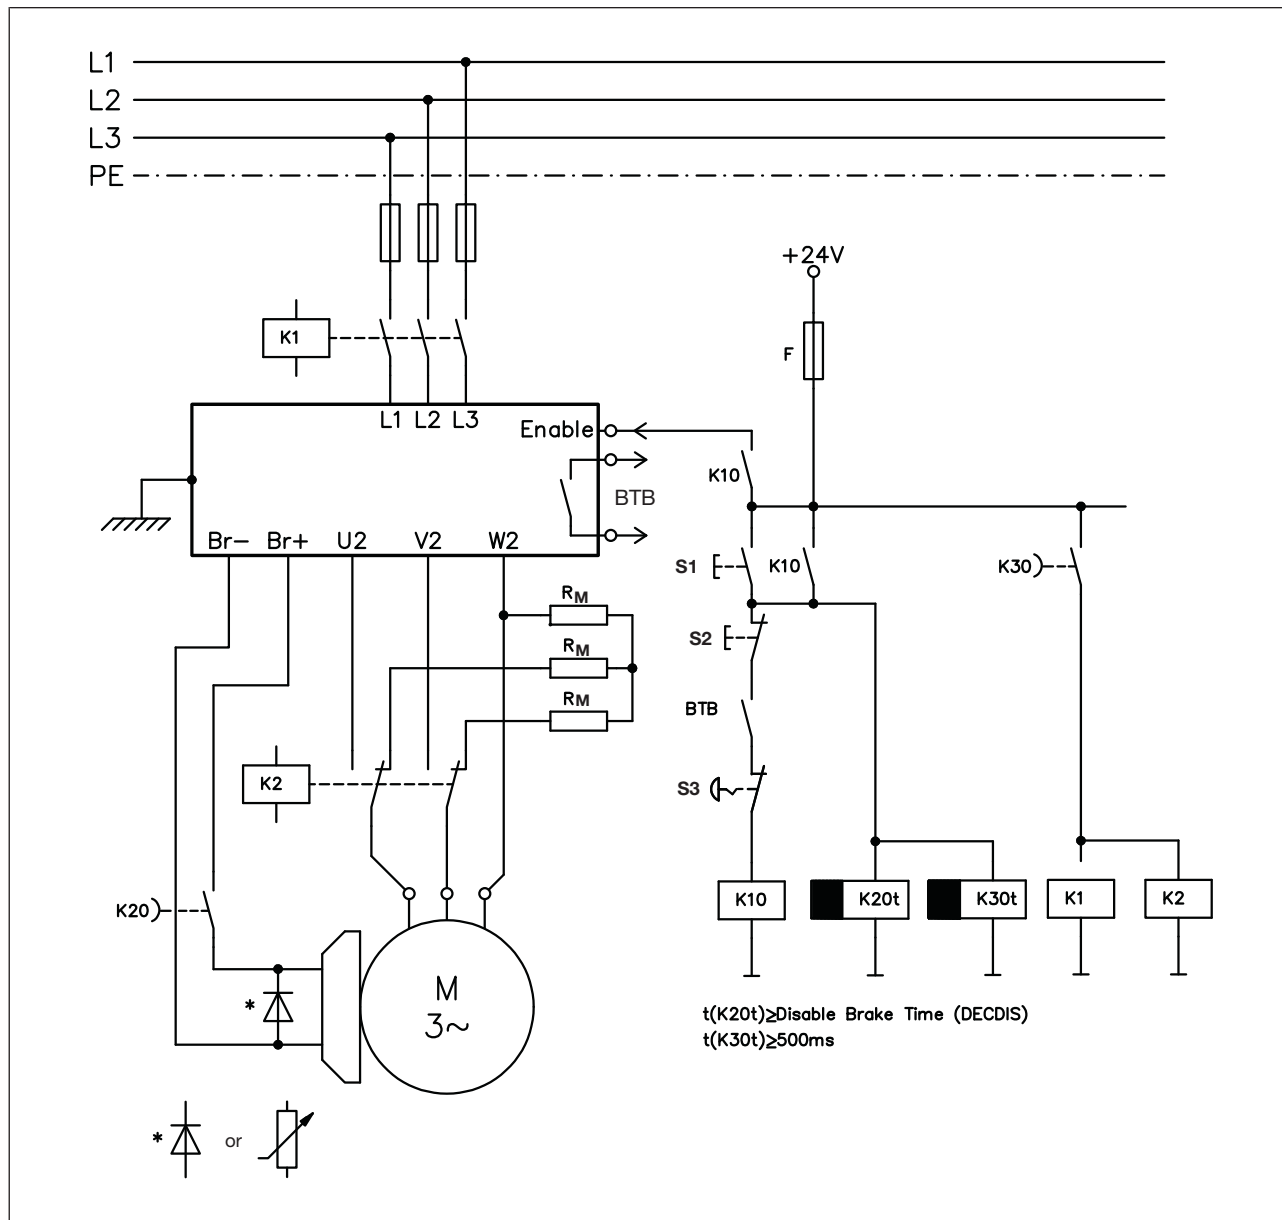 L1
L2
L3
PE
+24V
F
K1
L1 L2 L3
Enable
K10
BTB
Br− Br+ U2 V2 W2
S1
K10
K30
RM
S2
RM
RM
BTB
K2
S3
K10
K20t
K30t
K1
K2
K20
M
3~
*
t(K20t)≥Disable Brake Time (DECDIS)
t(K30t)≥500ms
* or